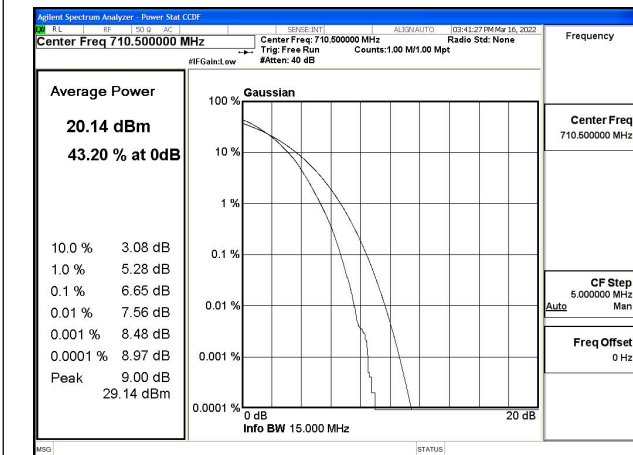 Agilent Spectrum Analyzer - Power Stat CCDF
RL RF 50 Ω AC SENSE:INT ALIGN AUTO 03:41:27 PM Mar 16, 2022
Center Freq 710.500000 MHz
Center Freq: 710.500000 MHz Radio Std: None
Trig: Free Run Counts:1.00 M/1.00 Mpt
#IFGain:Low #Atten: 40 dB
Frequency
Average Power
20.14 dBm
43.20 % at 0dB
10.0 % 3.08 dB
1.0 % 5.28 dB
0.1 % 6.65 dB
0.01 % 7.56 dB
0.001 % 8.48 dB
0.0001 % 8.97 dB
Peak 9.00 dB
29.14 dBm
Gaussian
100 %
10 %
1 %
0.1 %
0.01 %
0.001 %
0.0001 %
0 dB 20 dB
Info BW 15.000 MHz
Center Freq
710.500000 MHz
CF Step
5.000000 MHz
Auto Man
Freq Offset
0 Hz
MSG STATUS